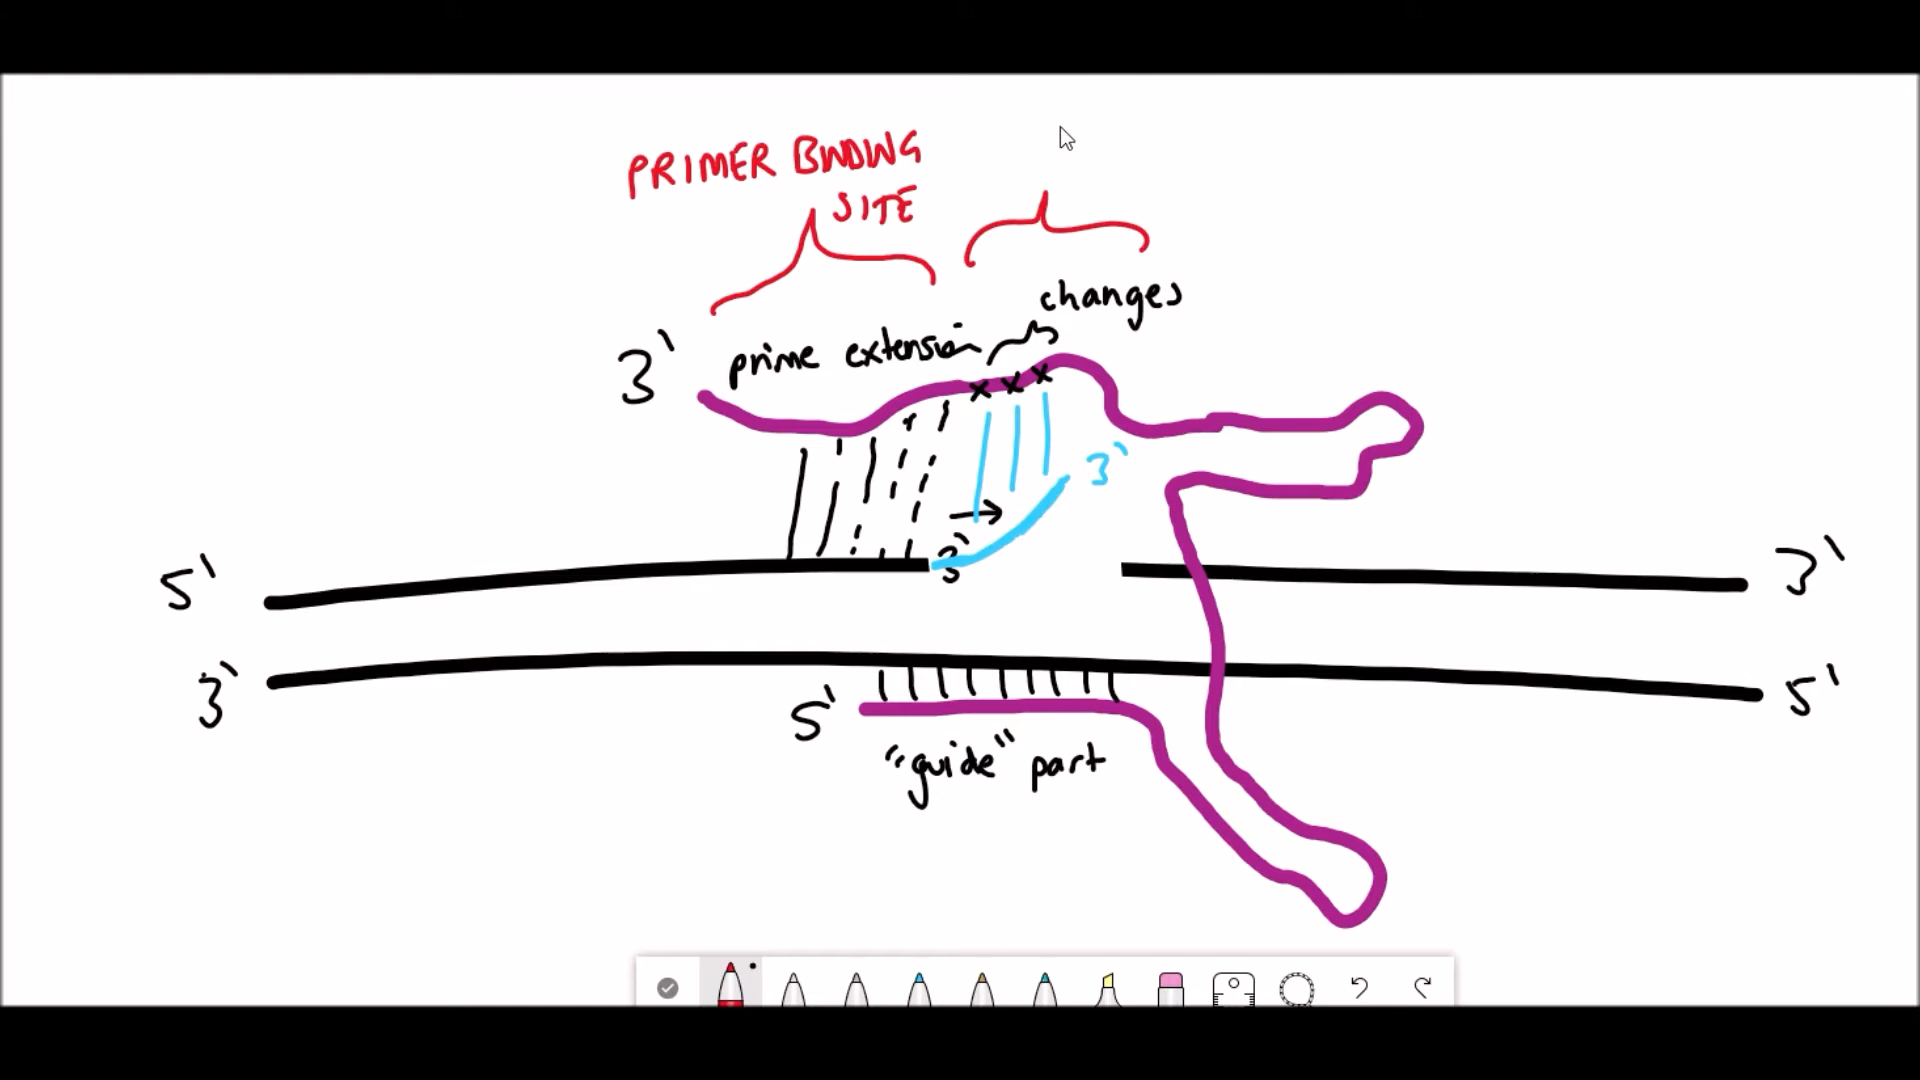 PRIMER BINDING
SITE
changes
3'
prime extension
x x x
3'
5'
3'
3'
3'
5'
5'
"guide" part